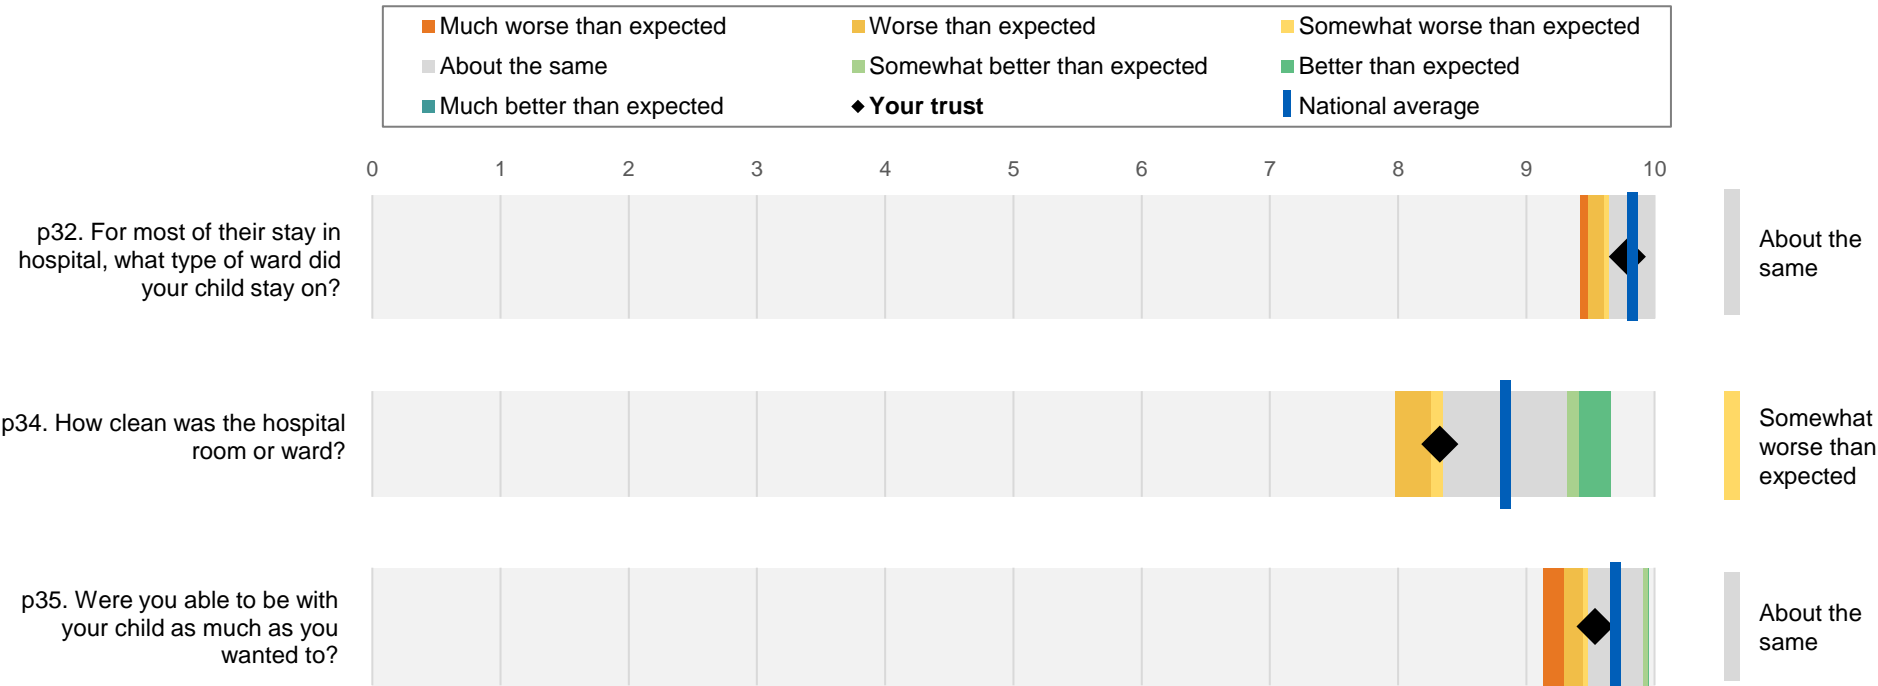 Much worse than expected
Worse than expected
Somewhat worse than expected
About the same
Somewhat better than expected
Better than expected
Much better than expected
Your trust
National average
0 1 2 3 4 5 6 7 8 9 10
p32. For most of their stay in
hospital, what type of ward did
your child stay on?
About the
same
p34. How clean was the hospital
room or ward?
Somewhat
worse than
expected
p35. Were you able to be with
your child as much as you
wanted to?
About the
same